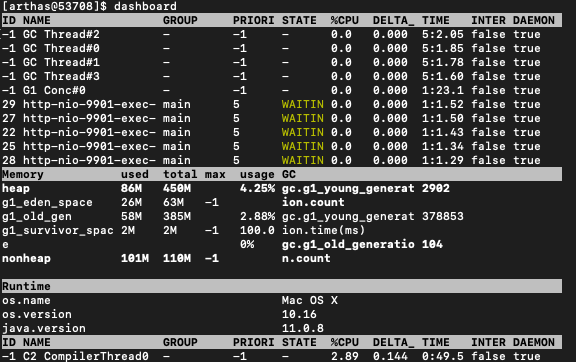 [arthas@53708]$ dashboard
ID NAME GROUP PRIORI STATE %CPU DELTA_ TIME INTER DAEMON
-1 GC Thread#2 - -1 - 0.0 0.000 5:2.05 false true
-1 GC Thread#0 - -1 - 0.0 0.000 5:1.85 false true
-1 GC Thread#1 - -1 - 0.0 0.000 5:1.78 false true
-1 GC Thread#3 - -1 - 0.0 0.000 5:1.60 false true
-1 G1 Conc#0 - -1 - 0.0 0.000 1:23.1 false true
29 http-nio-9901-exec- main 5 WAITIN 0.0 0.000 1:1.52 false true
27 http-nio-9901-exec- main 5 WAITIN 0.0 0.000 1:1.50 false true
22 http-nio-9901-exec- main 5 WAITIN 0.0 0.000 1:1.43 false true
25 http-nio-9901-exec- main 5 WAITIN 0.0 0.000 1:1.34 false true
28 http-nio-9901-exec- main 5 WAITIN 0.0 0.000 1:1.29 false true
Memory used total max usage GC
heap 86M 450M 4.25% gc.g1_young_generat 2902
g1_eden_space 26M 63M -1 ion.count
g1_old_gen 58M 385M 2.88% gc.g1_young_generat 378853
g1_survivor_spac 2M 2M -1 100.0 ion.time(ms)
e 0% gc.g1_old_generatio 104
nonheap 101M 110M -1 n.count
Runtime
os.name Mac OS X
os.version 10.16
java.version 11.0.8
ID NAME GROUP PRIORI STATE %CPU DELTA_ TIME INTER DAEMON
-1 C2 CompilerThread0 - -1 - 2.89 0.144 0:49.5 false true